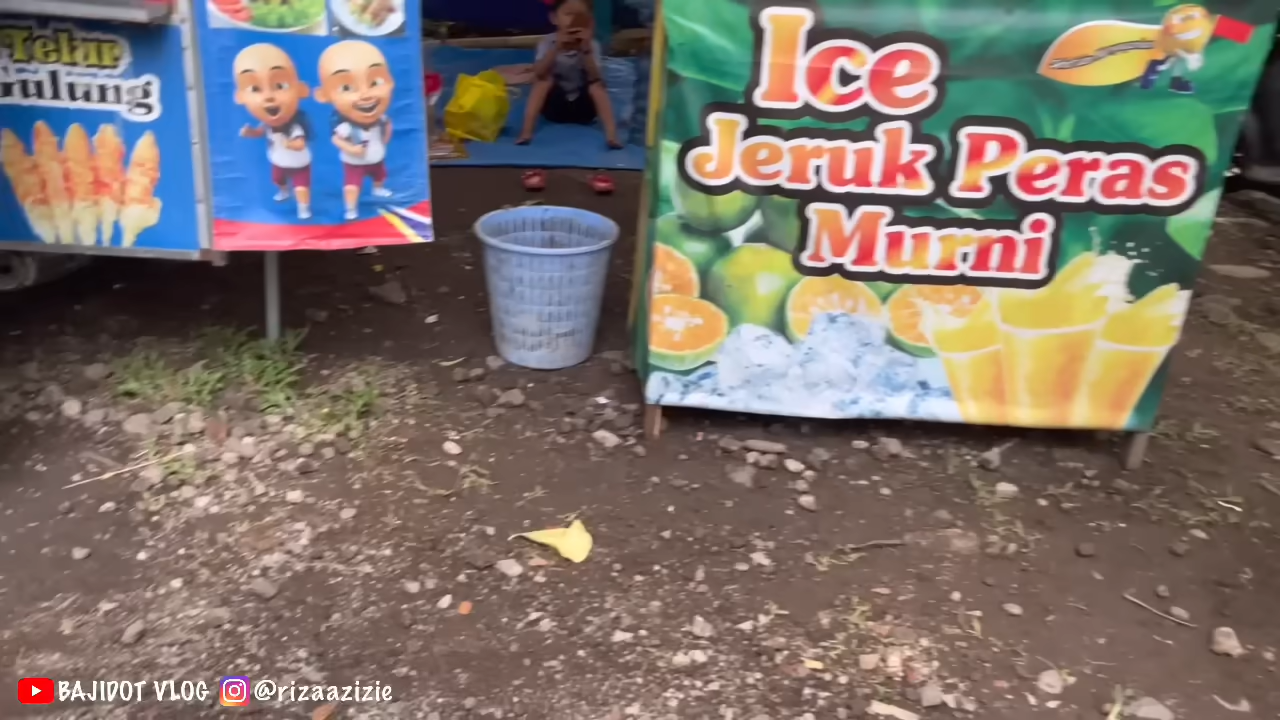 Telur
Gulung
Ice
Jeruk Peras
Murni
BAJIDOT VLOG @rizaazizie